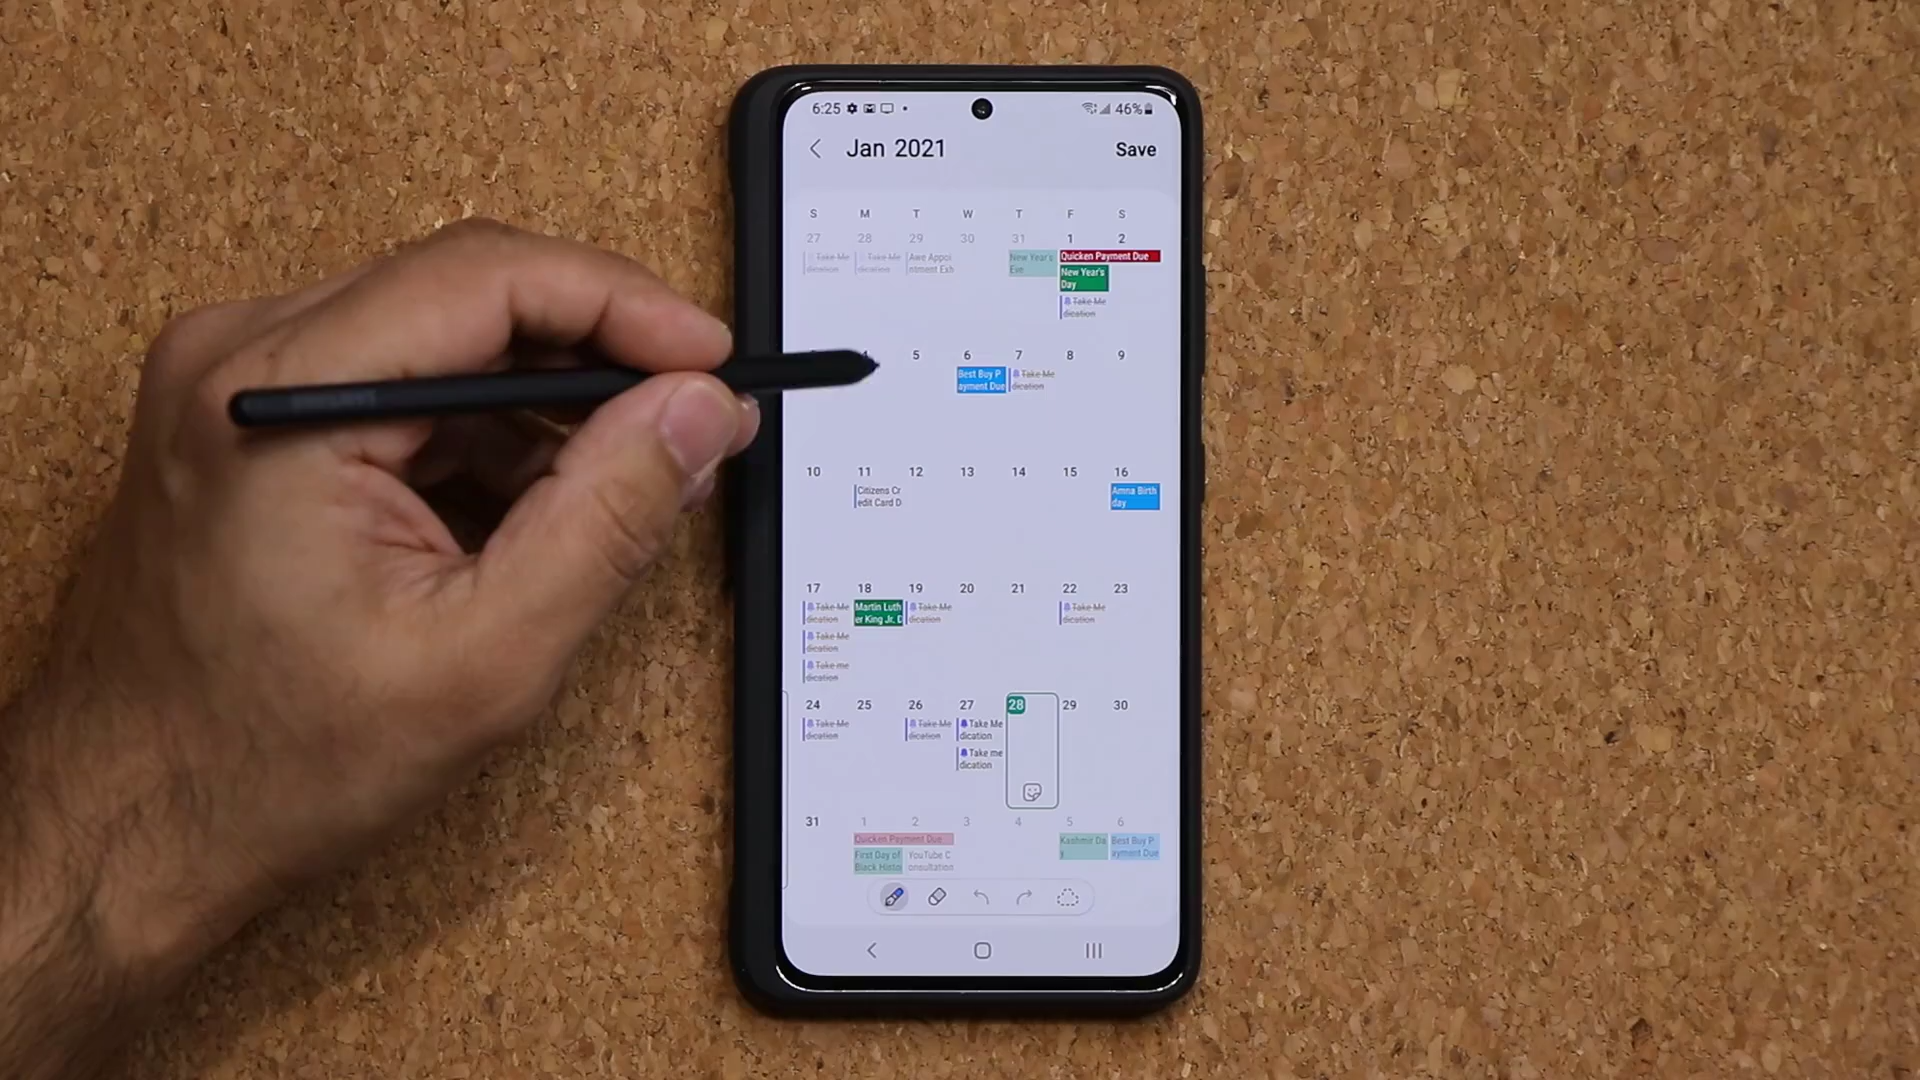 6:25 46%
Jan 2021 Save
S M T W T F S
27 28 29 30 31 1 2
Take Me
dication
Take Me
dication
Awe Appoi
ntment Exh
New Year's
Eve
Quicken Payment Due
New Year's
Day
Take Me
dication
5 6 7 8 9
Best Buy P
ayment Due
Take Me
dication
10 11 12 13 14 15 16
Citizens Cr
edit Card D
Amna Birth
day
17 18 19 20 21 22 23
Take Me
dication
Take Me
dication
Take me
dication
Martin Luth
er King Jr. D
Take Me
dication
Take Me
dication
24 25 26 27 28 29 30
Take Me
dication
Take Me
dication
Take Me
dication
Take me
dication
31 1 2 3 4 5 6
Quicken Payment Due
First Day of
Black Histo
YouTube C
onsultation
Kashmir Da
y
Best Buy P
ayment Due